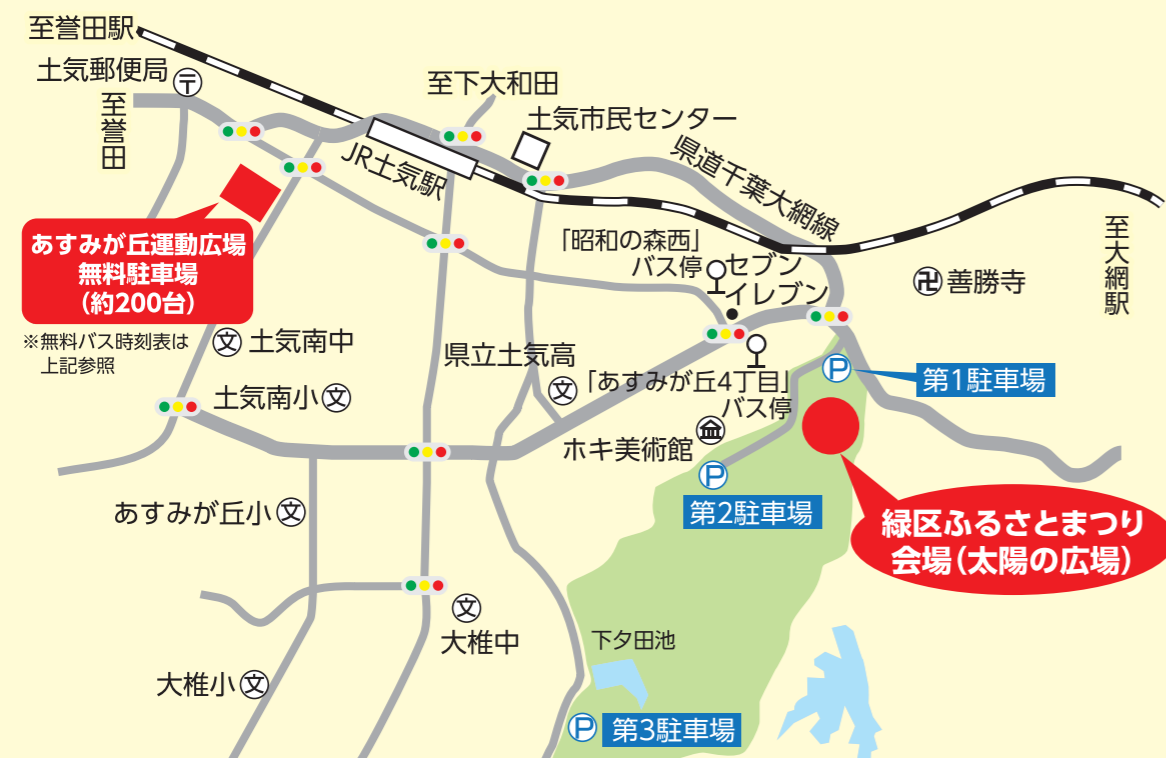 至誉田駅
土気郵便局
〒
至誉田
至下大和田
土気市民センター
JR土気駅
県道千葉大網線
至大網駅
あすみが丘運動広場
無料駐車場
(約200台)
※無料バス時刻表は
上記参照
「昭和の森西」
バス停
セブン
イレブン
卍 善勝寺
文 土気南中
県立土気高
文
土気南小 文
「あすみが丘4丁目」
バス停
P
第1駐車場
ホキ美術館
P
第2駐車場
あすみが丘小 文
緑区ふるさとまつり
会場(太陽の広場)
文
大椎中
下夕田池
大椎小 文
P 第3駐車場